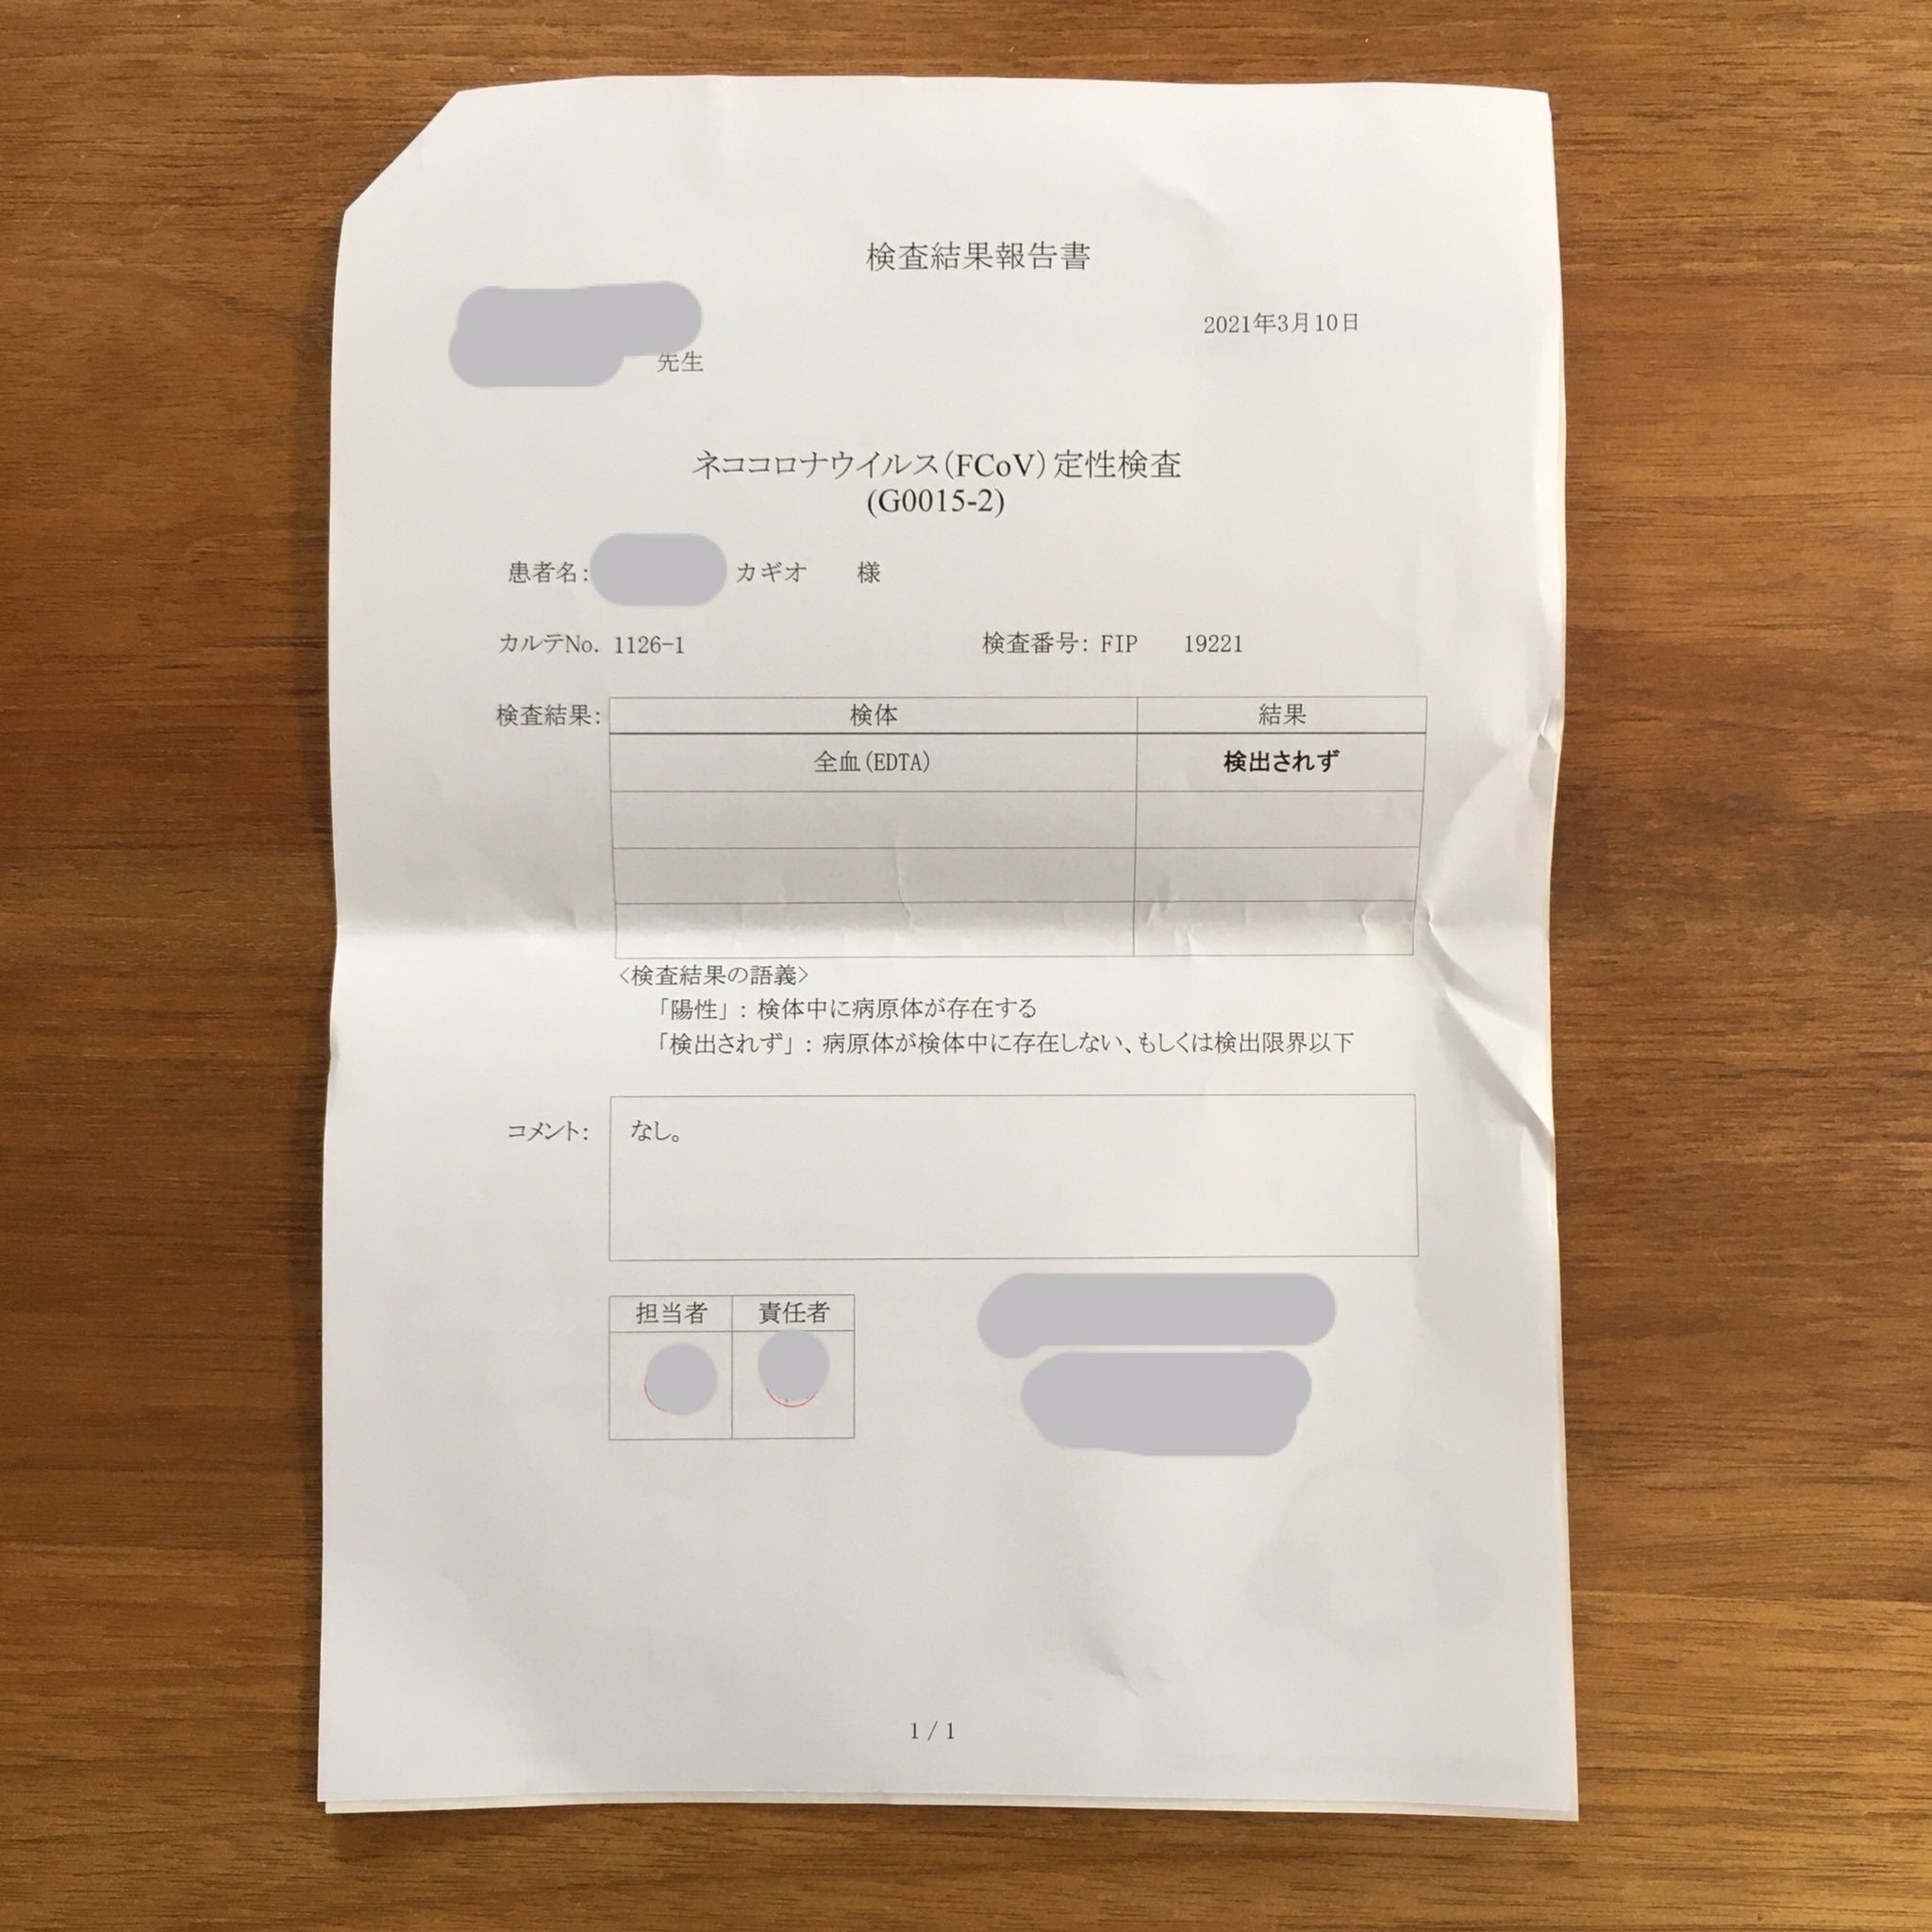 検査結果報告書
2021年3月10日
先生
ネココロナウイルス(FCoV)定性検査
(G0015-2)
患者名: カギオ 様
カルテNo. 1126-1 検査番号: FIP 19221
検査結果: 検体 結果
全血(EDTA) 検出されず
<検査結果の語義>
「陽性」: 検体中に病原体が存在する
「検出されず」: 病原体が検体中に存在しない、もしくは検出限界以下
コメント: なし。
担当者 責任者
1 / 1